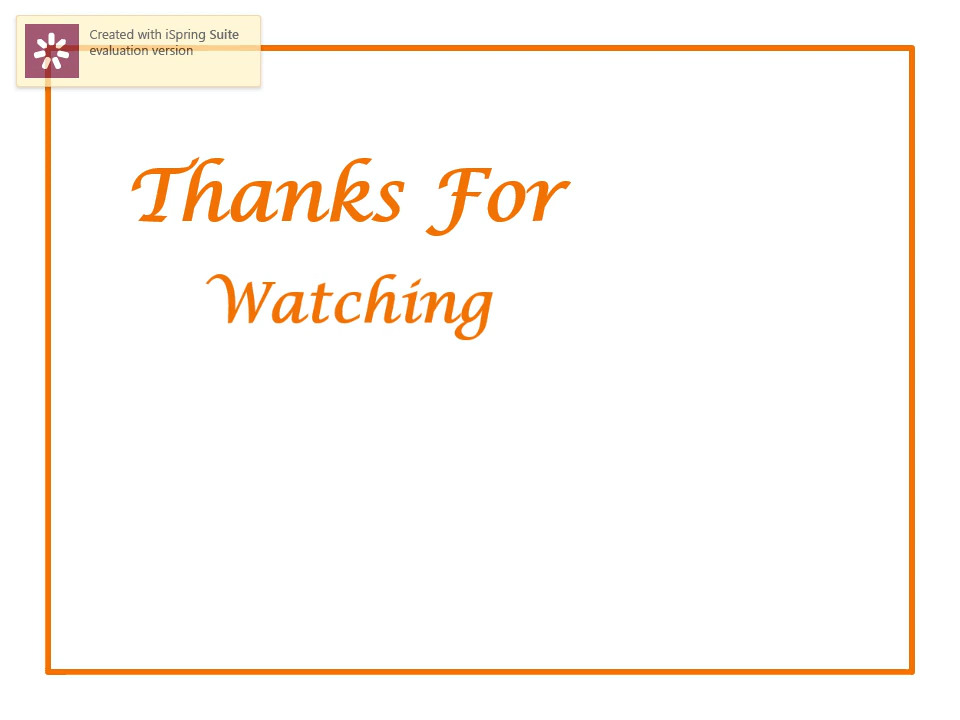 Created with iSpring Suite
evaluation version
Thanks For
Watching